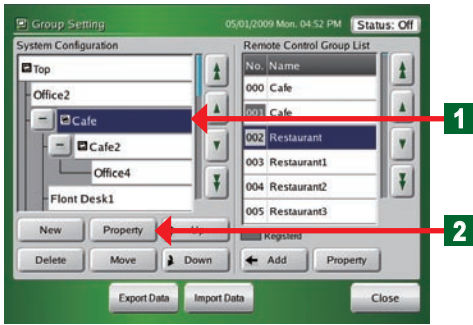 Group Setting 05/01/2009 Mon. 04:52 PM Status: Off
System Configuration
Top
Office2
Cafe
Cafe2
Office4
Flont Desk1
New Property Up
Delete Move Down
Remote Control Group List
No. Name
000 Cafe
001 Cafe
002 Restaurant
003 Restaurant1
004 Restaurant2
005 Restaurant3
Registerd
Add Property
Export Data Import Data Close
1
2